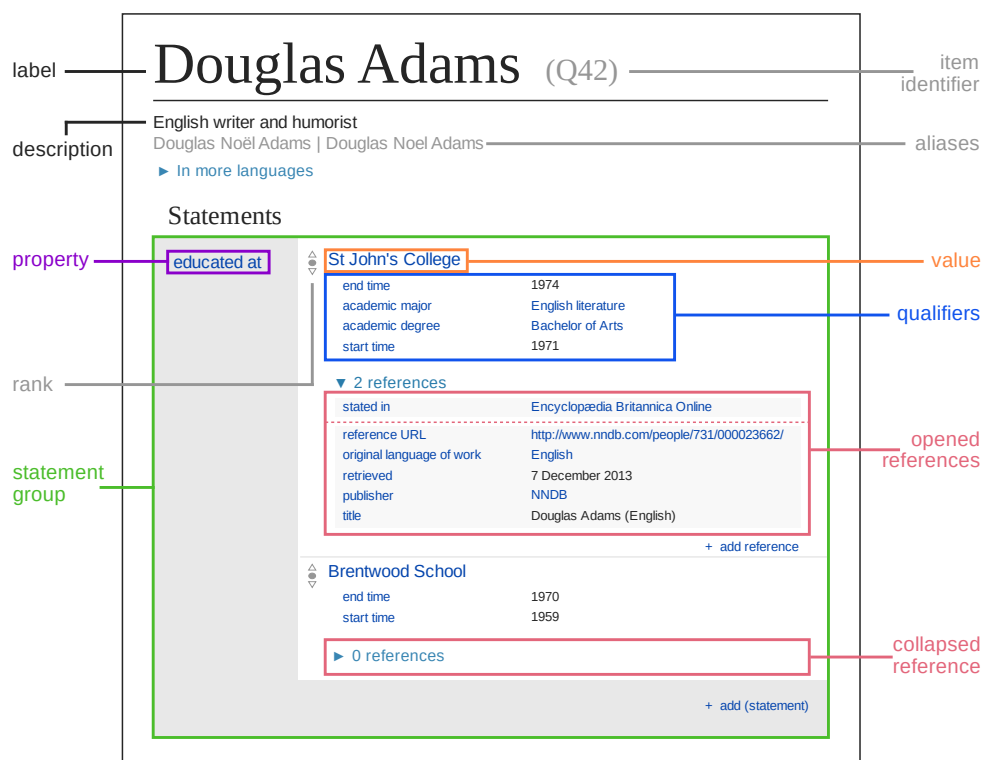 label
Douglas Adams (Q42)
item
identifier
description
English writer and humorist
Douglas Noël Adams | Douglas Noel Adams
aliases
► In more languages
Statements
property
educated at
St John's College
value
end time 1974
academic major English literature
academic degree Bachelor of Arts
start time 1971
qualifiers
rank
▼ 2 references
stated in Encyclopædia Britannica Online
reference URL http://www.nndb.com/people/731/000023662/
original language of work English
retrieved 7 December 2013
publisher NNDB
title Douglas Adams (English)
opened
references
statement
group
+ add reference
Brentwood School
end time 1970
start time 1959
► 0 references
collapsed
reference
+ add (statement)